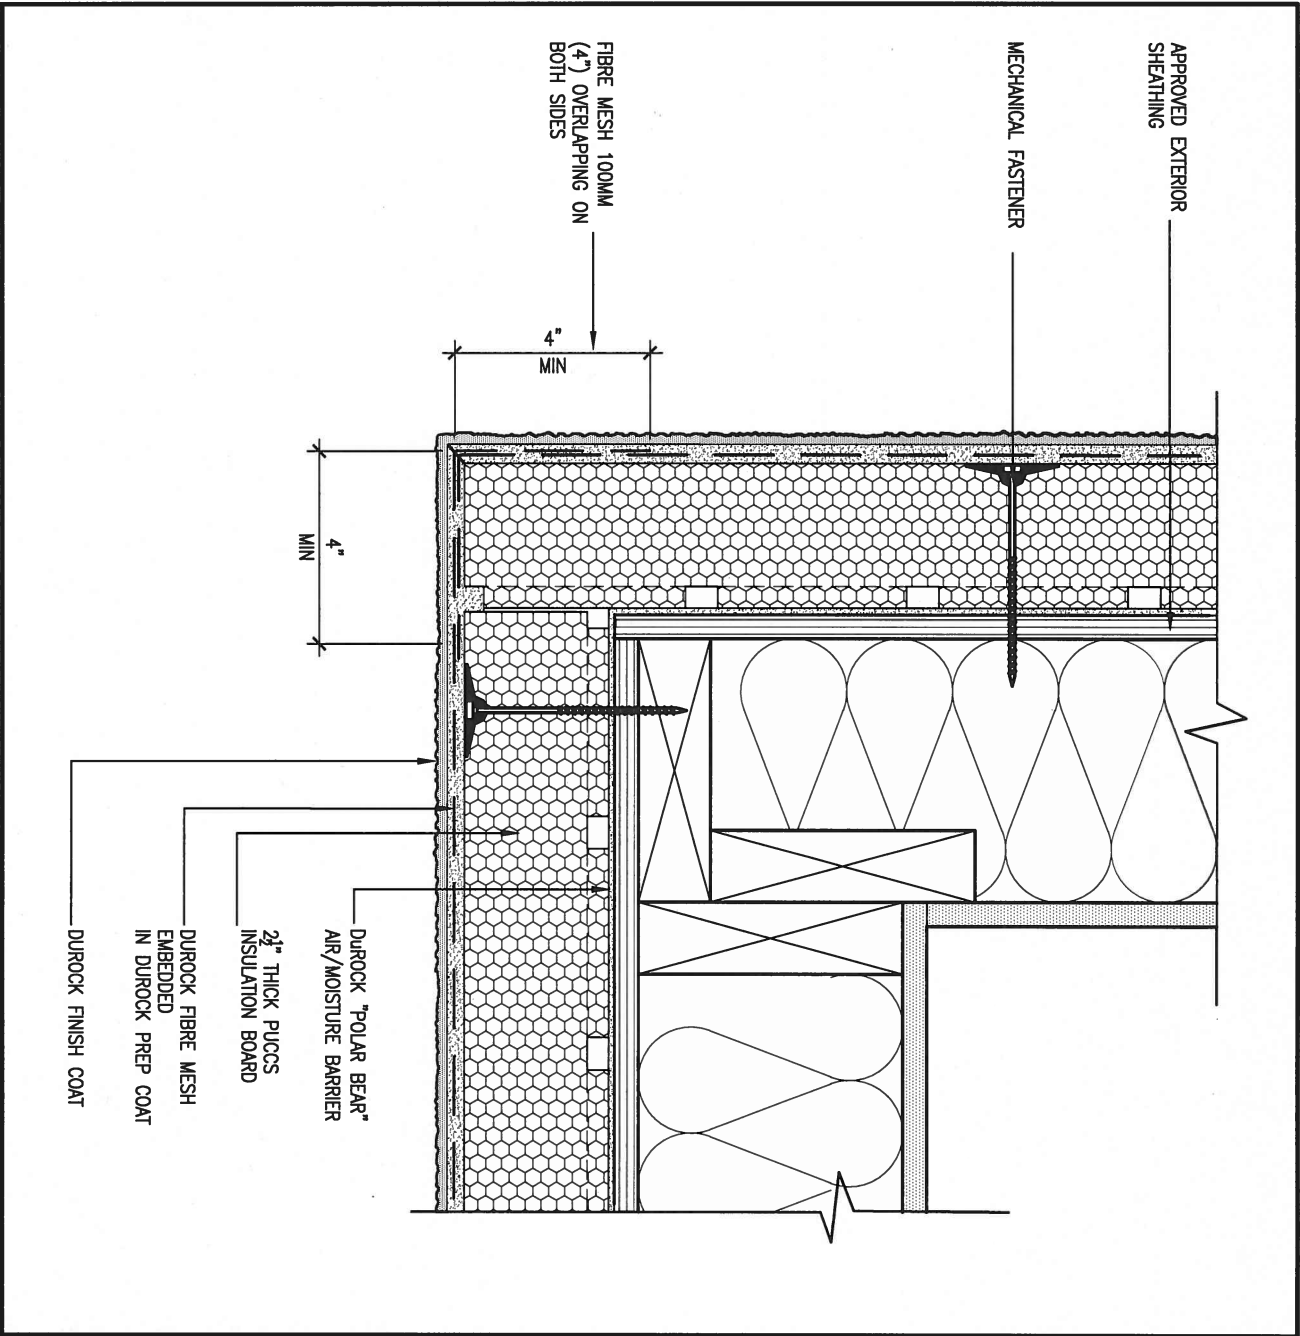 APPROVED EXTERIOR
SHEATHING
MECHANICAL FASTENER
FIBRE MESH 100MM
(4") OVERLAPPING ON
BOTH SIDES
4"
MIN
4"
MIN
DuROCK "POLAR BEAR"
AIR/MOISTURE BARRIER
2½" THICK PUCCS
INSULATION BOARD
DUROCK FIBRE MESH
EMBEDDED
IN DUROCK PREP COAT
DUROCK FINISH COAT